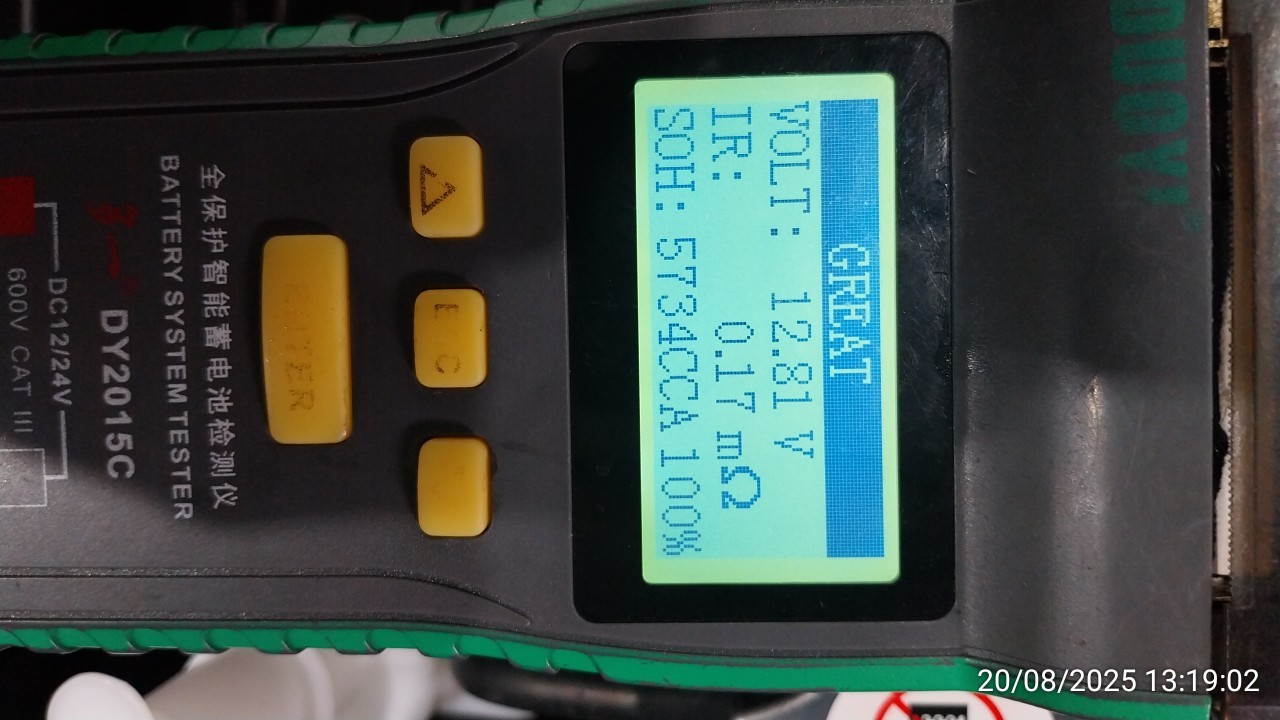 DUOYI®
GREAT
VOLT: 12.81 V
IR: 0.17 mΩ
SOH: 5734CCA 100%
E C
ENTER
全保护智能蓄电池检测仪
BATTERY SYSTEM TESTER
DY2015C
DC12/24V
600V CAT III
20/08/2025 13:19:02